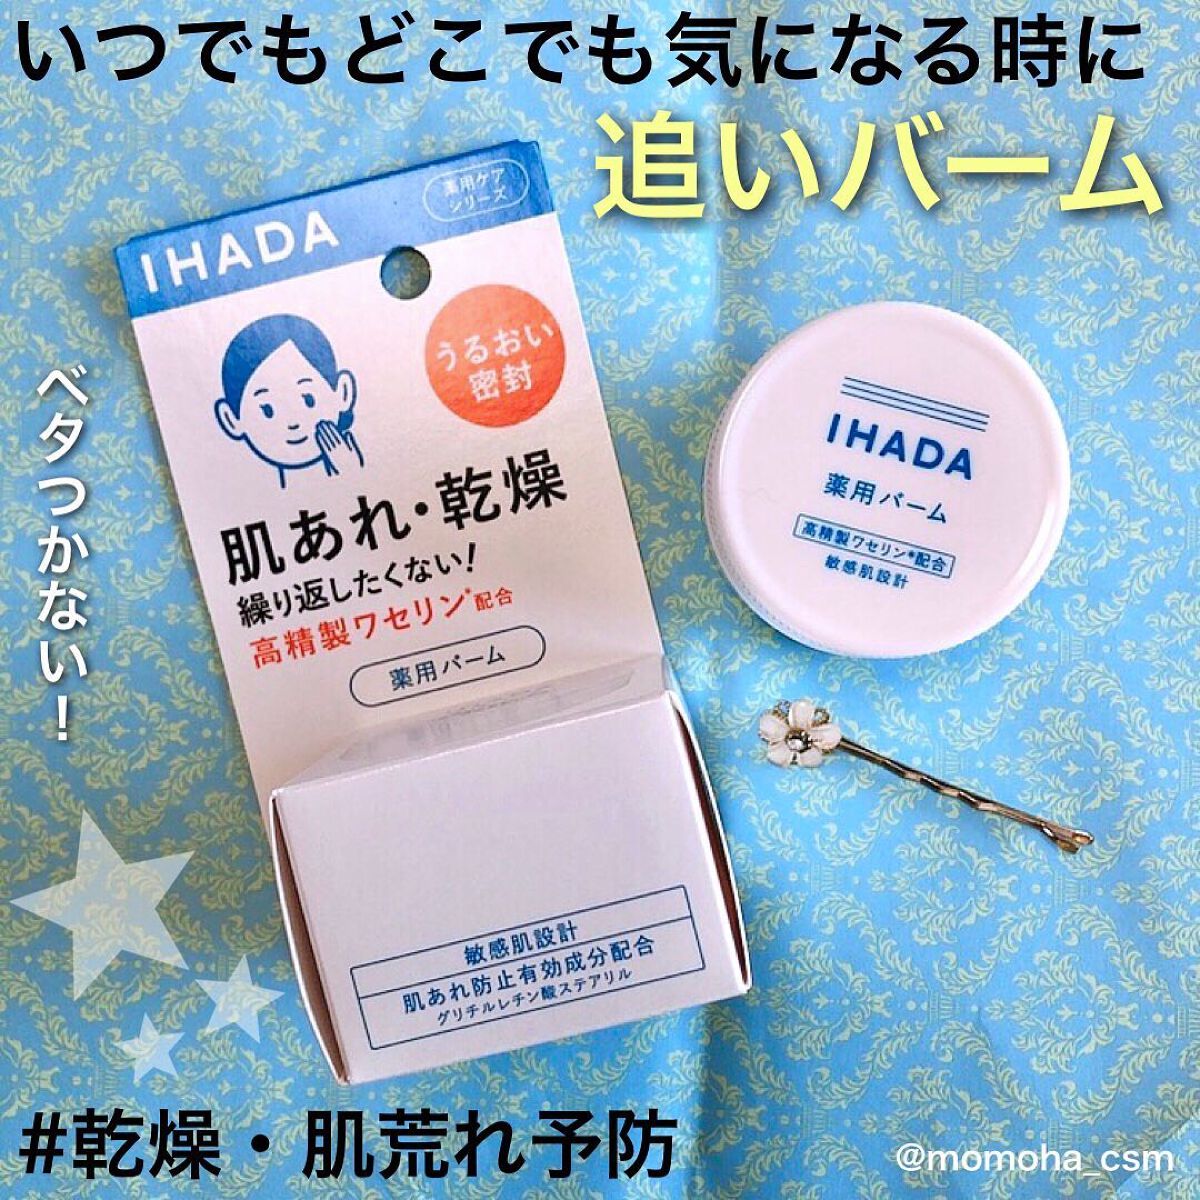 いつでもどこでも気になる時に
追いバーム
IHADA
薬用ケア
シリーズ
うるおい
密封
肌あれ・乾燥
繰り返したくない!
高精製ワセリン*配合
薬用バーム
敏感肌設計
肌あれ防止有効成分配合
グリチルレチン酸ステアリル
IHADA
薬用バーム
高精製ワセリン*配合
敏感肌設計
ベタつかない!
#乾燥・肌荒れ予防
@momoha_csm